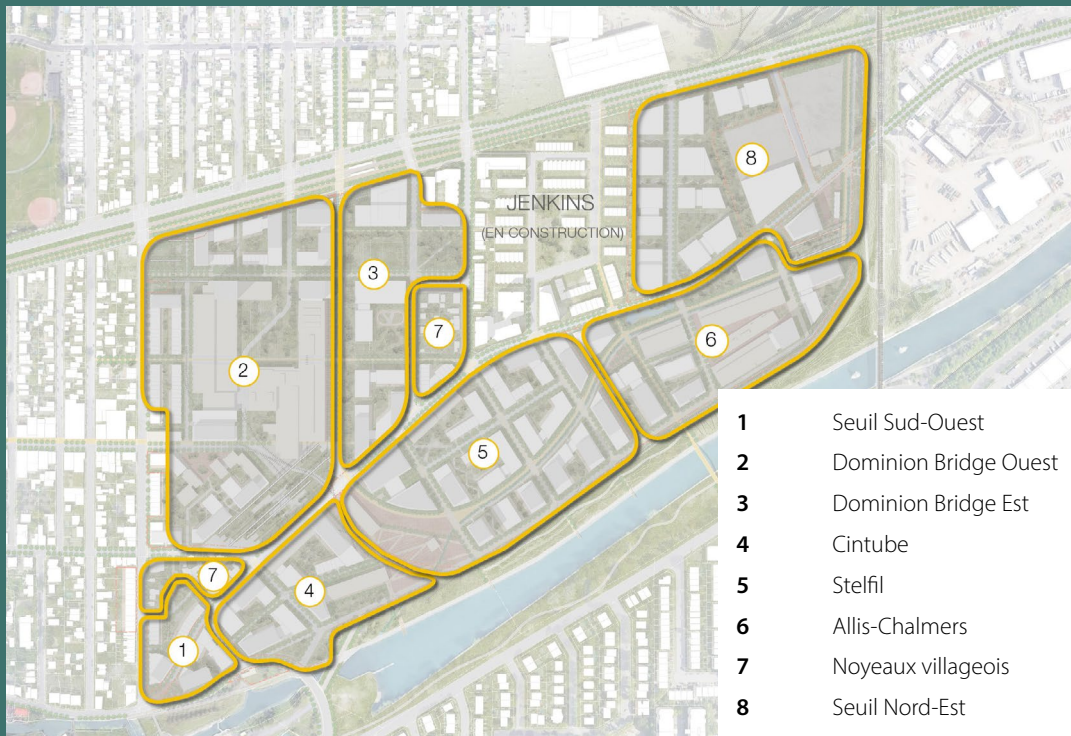 8
JENKINS
(EN CONSTRUCTION)
3
7
6
2
5
7
4
1
1 Seuil Sud-Ouest
2 Dominion Bridge Ouest
3 Dominion Bridge Est
4 Cintube
5 Stelfil
6 Allis-Chalmers
7 Noyeaux villageois
8 Seuil Nord-Est